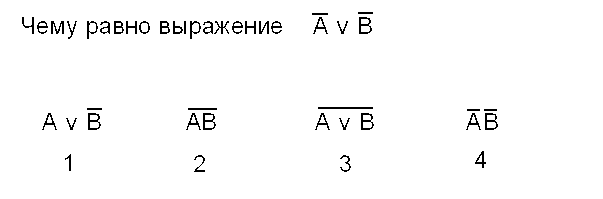 Чему равно выражение A̅ v B̅
A v B̅ A̅B̅ A̅ ̅v̅ ̅B̅ A̅ B̅
1 2 3 4